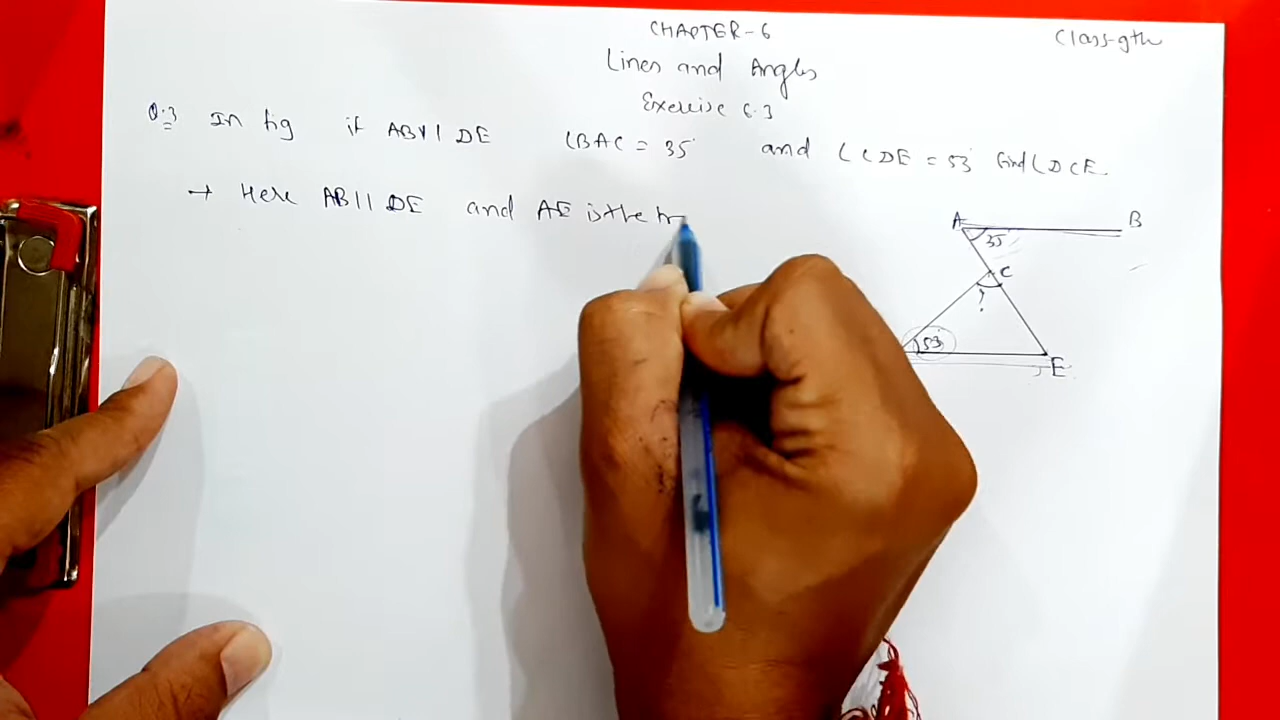 CHAPTER-6
Class-9th
Lines and Angles
Exercise 6.3
Q.3 In fig if AB || DE ∠BAC = 35° and ∠CDE = 53° find ∠DCE.
→ Here AB || DE and AE is the tr
A B
35°
C
?
53°
E